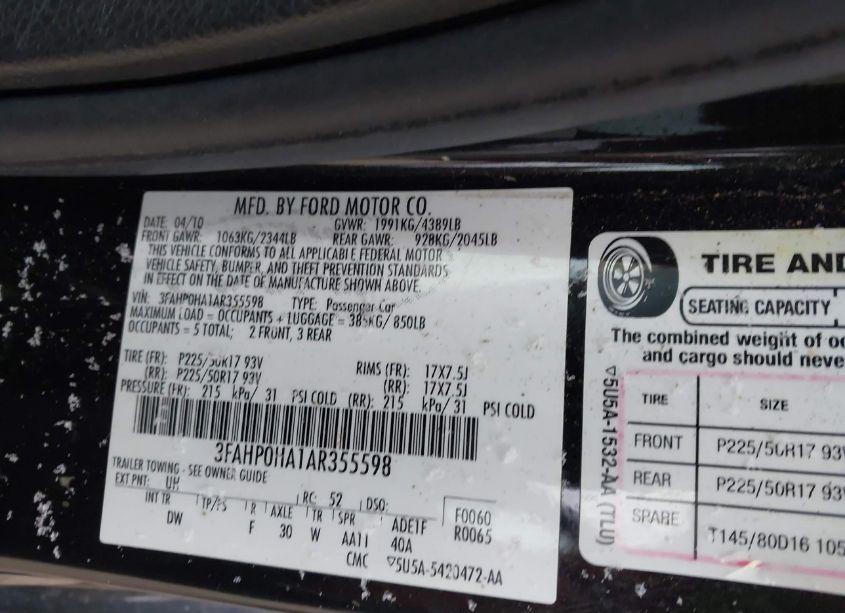 MFD. BY FORD MOTOR CO.
DATE: 04/10 GVWR: 1991KG/4389LB
FRONT GAWR: 1063KG/2344LB REAR GAWR: 928KG/2045LB
THIS VEHICLE CONFORMS TO ALL APPLICABLE FEDERAL MOTOR
VEHICLE SAFETY, BUMPER, AND THEFT PREVENTION STANDARDS
IN EFFECT ON THE DATE OF MANUFACTURE SHOWN ABOVE.
VIN: 3FAHP0HA1AR355598 TYPE: Passenger Car
MAXIMUM LOAD = OCCUPANTS + LUGGAGE = 385KG/850LB
OCCUPANTS = 5 TOTAL; 2 FRONT, 3 REAR
TIRE (FR): P225/50R17 93V RIMS (FR): 17X7.5J
(RR): P225/50R17 93V (RR): 17X7.5J
PRESSURE (FR): 215 kPa/ 31 PSI COLD (RR): 215 kPa/ 31 PSI COLD
3FAHP0HA1AR355598
TRAILER TOWING - SEE OWNER GUIDE
EXT PNT: UH RC: 52 DSO: F0060
INT TR TP/PS R AXLE TR SPR ADE1F R0065
DW F 30 W AA11 40A
CMC ▽5U5A-5420472-AA
TIRE AND
SEATING CAPACITY
The combined weight of oc
and cargo should neve
▽5U5A-1532-AA (TLU)
TIRE SIZE
FRONT P225/50R17 93V
REAR P225/50R17 93V
SPARE T145/80D16 105